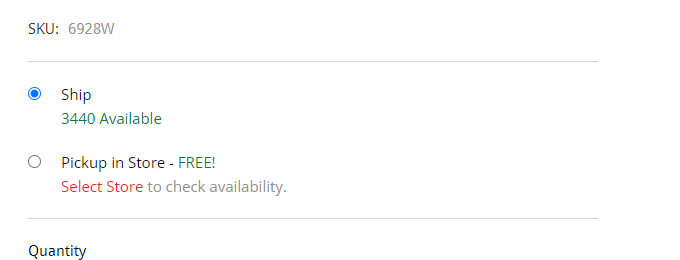 SKU: 6928W
Ship
3440 Available
Pickup in Store - FREE!
Select Store to check availability.
Quantity